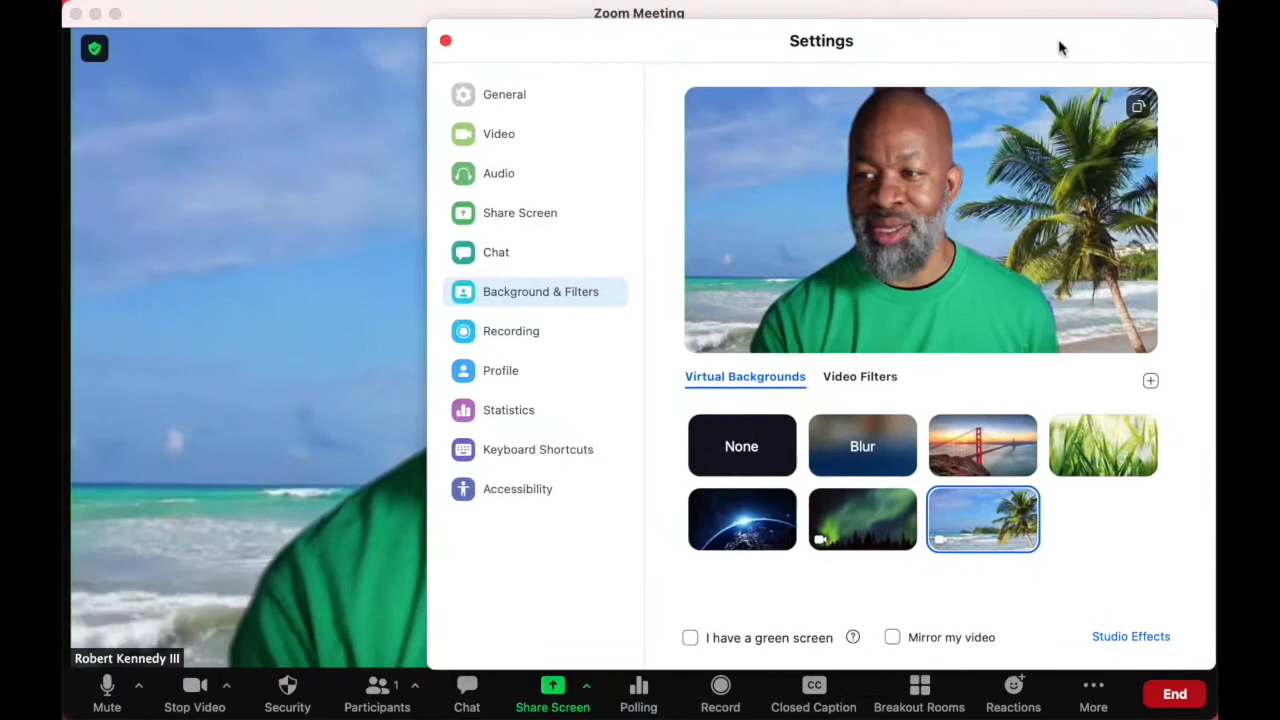 Zoom Meeting
Settings
General
Video
Audio
Share Screen
Chat
Background & Filters
Recording
Profile
Statistics
Keyboard Shortcuts
Accessibility
Virtual Backgrounds
Video Filters
None
Blur
I have a green screen
?
Mirror my video
Studio Effects
Robert Kennedy III
1
CC
Mute
Stop Video
Security
Participants
Chat
Share Screen
Polling
Record
Closed Caption
Breakout Rooms
Reactions
More
End